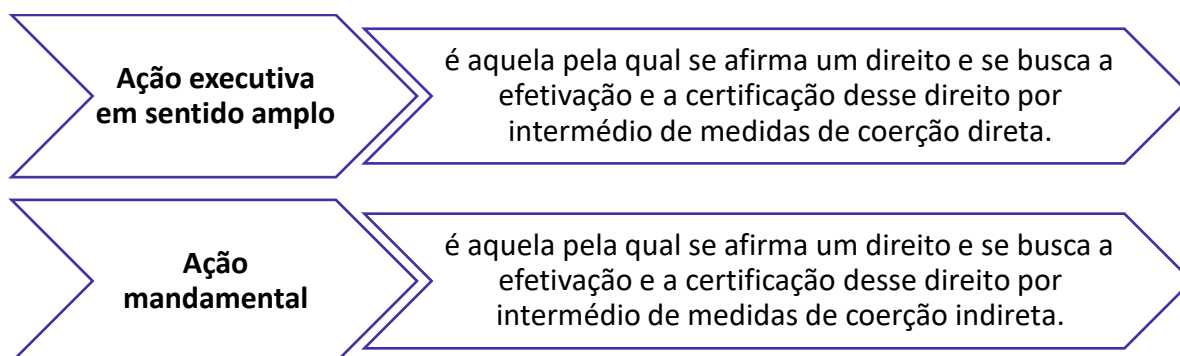 Ação executiva
em sentido amplo
é aquela pela qual se afirma um direito e se busca a
efetivação e a certificação desse direito por
intermédio de medidas de coerção direta.
Ação
mandamental
é aquela pela qual se afirma um direito e se busca a
efetivação e a certificação desse direito por
intermédio de medidas de coerção indireta.